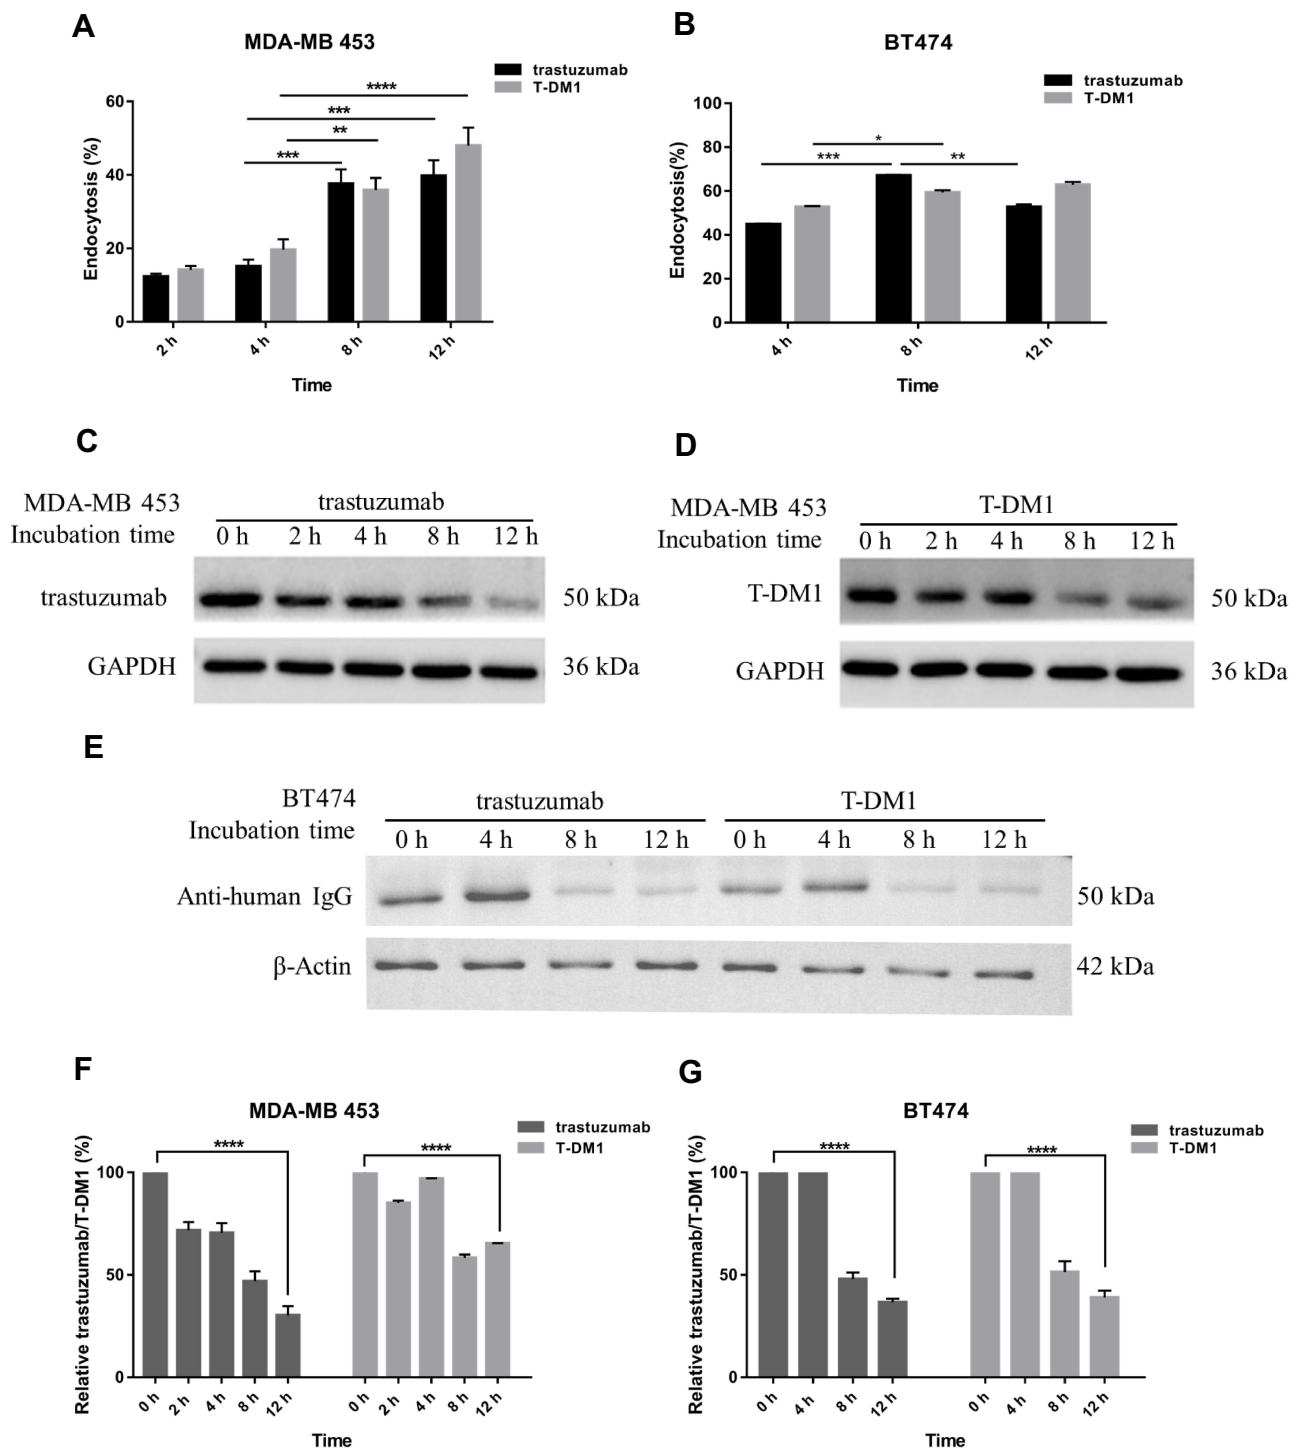 A
MDA-MB 453
trastuzumab
T-DM1
Endocytosis (%)
60
40
20
0
****
***
**
***
2 h
4 h
8 h
12 h
Time
B
BT474
trastuzumab
T-DM1
Endocytosis(%)
100
80
60
40
20
0
*
***
**
4 h
8 h
12 h
Time
C
MDA-MB 453
Incubation time
trastuzumab
0 h 2 h 4 h 8 h 12 h
trastuzumab
50 kDa
GAPDH
36 kDa
D
MDA-MB 453
Incubation time
T-DM1
0 h 2 h 4 h 8 h 12 h
T-DM1
50 kDa
GAPDH
36 kDa
E
BT474
Incubation time
trastuzumab
T-DM1
0 h 4 h 8 h 12 h 0 h 4 h 8 h 12 h
Anti-human IgG
50 kDa
β-Actin
42 kDa
F
MDA-MB 453
trastuzumab
T-DM1
Relative trastuzumab/T-DM1 (%)
100
50
0
****
****
0 h
2 h
4 h
8 h
12 h
0 h
2 h
4 h
8 h
12 h
Time
G
BT474
trastuzumab
T-DM1
Relative trastuzumab/T-DM1 (%)
100
50
0
****
****
0 h
4 h
8 h
12 h
0 h
4 h
8 h
12 h
Time